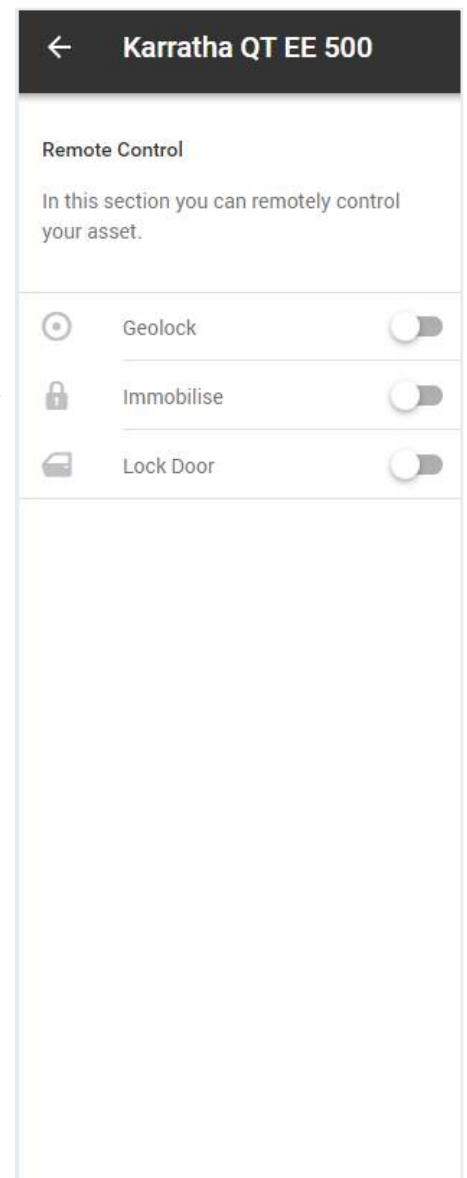 Karratha QT EE 500
Remote Control
In this section you can remotely control
your asset.
Geolock
Immobilise
Lock Door